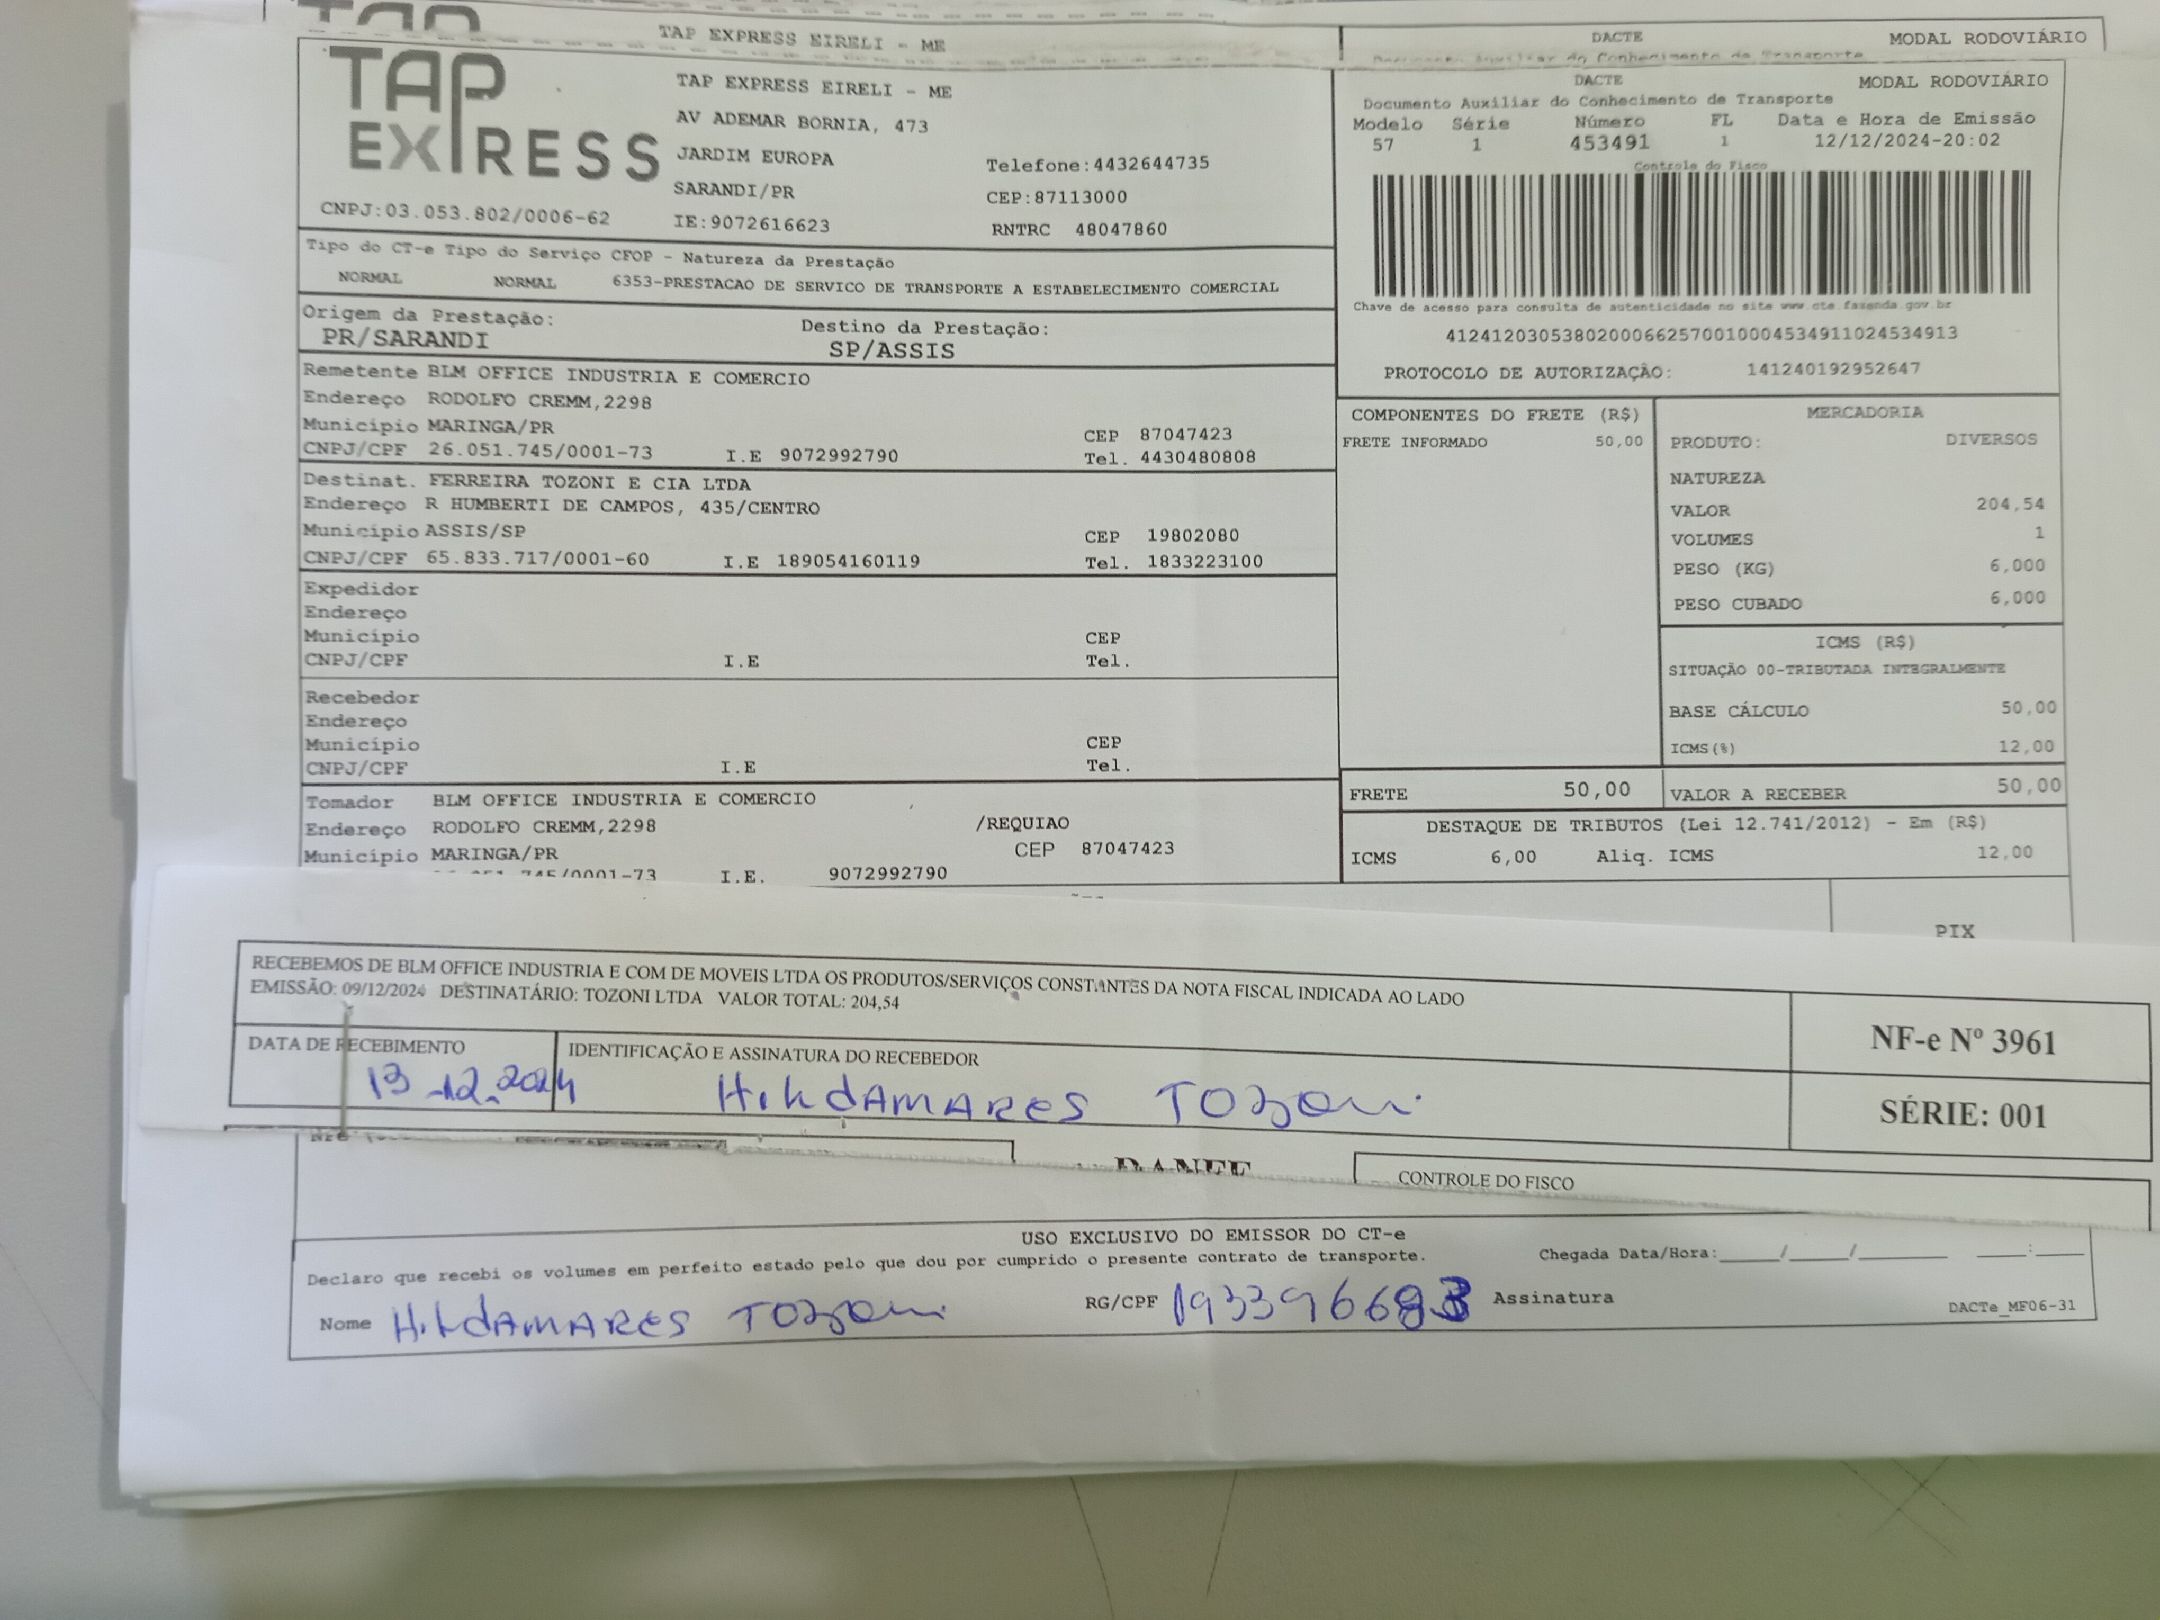 TAP EXPRESS EIRELI - ME
DACTE
MODAL RODOVIÁRIO
TAP
EXPRESS
CNPJ:03.053.802/0006-62
TAP EXPRESS EIRELI - ME
AV ADEMAR BORNIA, 473
JARDIM EUROPA
Telefone:4432644735
SARANDI/PR
CEP:87113000
IE:9072616623
RNTRC 48047860
DACTE
MODAL RODOVIÁRIO
Documento Auxiliar do Conhecimento de Transporte
Modelo Série Número FL Data e Hora de Emissão
57 1 453491 1 12/12/2024-20:02
Controle do Fisco
Chave de acesso para consulta de autenticidade no site www.cte.fazenda.gov.br
41241203053802000662570010004534911024534913
PROTOCOLO DE AUTORIZAÇÃO: 141240192952647
Tipo do CT-e Tipo do Serviço CFOP - Natureza da Prestação
NORMAL NORMAL 6353-PRESTACAO DE SERVICO DE TRANSPORTE A ESTABELECIMENTO COMERCIAL
Origem da Prestação: Destino da Prestação:
PR/SARANDI SP/ASSIS
Remetente BLM OFFICE INDUSTRIA E COMERCIO
Endereço RODOLFO CREMM,2298
Município MARINGA/PR CEP 87047423
CNPJ/CPF 26.051.745/0001-73 I.E 9072992790 Tel. 4430480808
Destinat. FERREIRA TOZONI E CIA LTDA
Endereço R HUMBERTI DE CAMPOS, 435/CENTRO
Município ASSIS/SP CEP 19802080
CNPJ/CPF 65.833.717/0001-60 I.E 189054160119 Tel. 1833223100
Expedidor
Endereço
Município CEP
CNPJ/CPF I.E Tel.
Recebedor
Endereço
Município CEP
CNPJ/CPF I.E Tel.
Tomador BLM OFFICE INDUSTRIA E COMERCIO
Endereço RODOLFO CREMM,2298 /REQUIAO
Município MARINGA/PR CEP 87047423
745/0001-73 I.E. 9072992790
COMPONENTES DO FRETE (R$)
FRETE INFORMADO 50,00
MERCADORIA
PRODUTO: DIVERSOS
NATUREZA
VALOR 204,54
VOLUMES 1
PESO (KG) 6,000
PESO CUBADO 6,000
ICMS (R$)
SITUAÇÃO 00-TRIBUTADA INTEGRALMENTE
BASE CÁLCULO 50,00
ICMS(%) 12,00
FRETE 50,00 VALOR A RECEBER 50,00
DESTAQUE DE TRIBUTOS (Lei 12.741/2012) - Em (R$)
ICMS 6,00 Aliq. ICMS 12,00
PIX
RECEBEMOS DE BLM OFFICE INDUSTRIA E COM DE MOVEIS LTDA OS PRODUTOS/SERVIÇOS CONSTANTES DA NOTA FISCAL INDICADA AO LADO
EMISSÃO: 09/12/2024 DESTINATÁRIO: TOZONI LTDA VALOR TOTAL: 204,54
NF-e Nº 3961
SÉRIE: 001
DATA DE RECEBIMENTO IDENTIFICAÇÃO E ASSINATURA DO RECEBEDOR
13.12.2024 HILDAMARES TOZONI
DANFE
CONTROLE DO FISCO
USO EXCLUSIVO DO EMISSOR DO CT-e
Declaro que recebi os volumes em perfeito estado pelo que dou por cumprido o presente contrato de transporte. Chegada Data/Hora:____/____/______ ___:___
Nome HILDAMARES TOZONI RG/CPF 193396683 Assinatura
DACTe_MF06-31